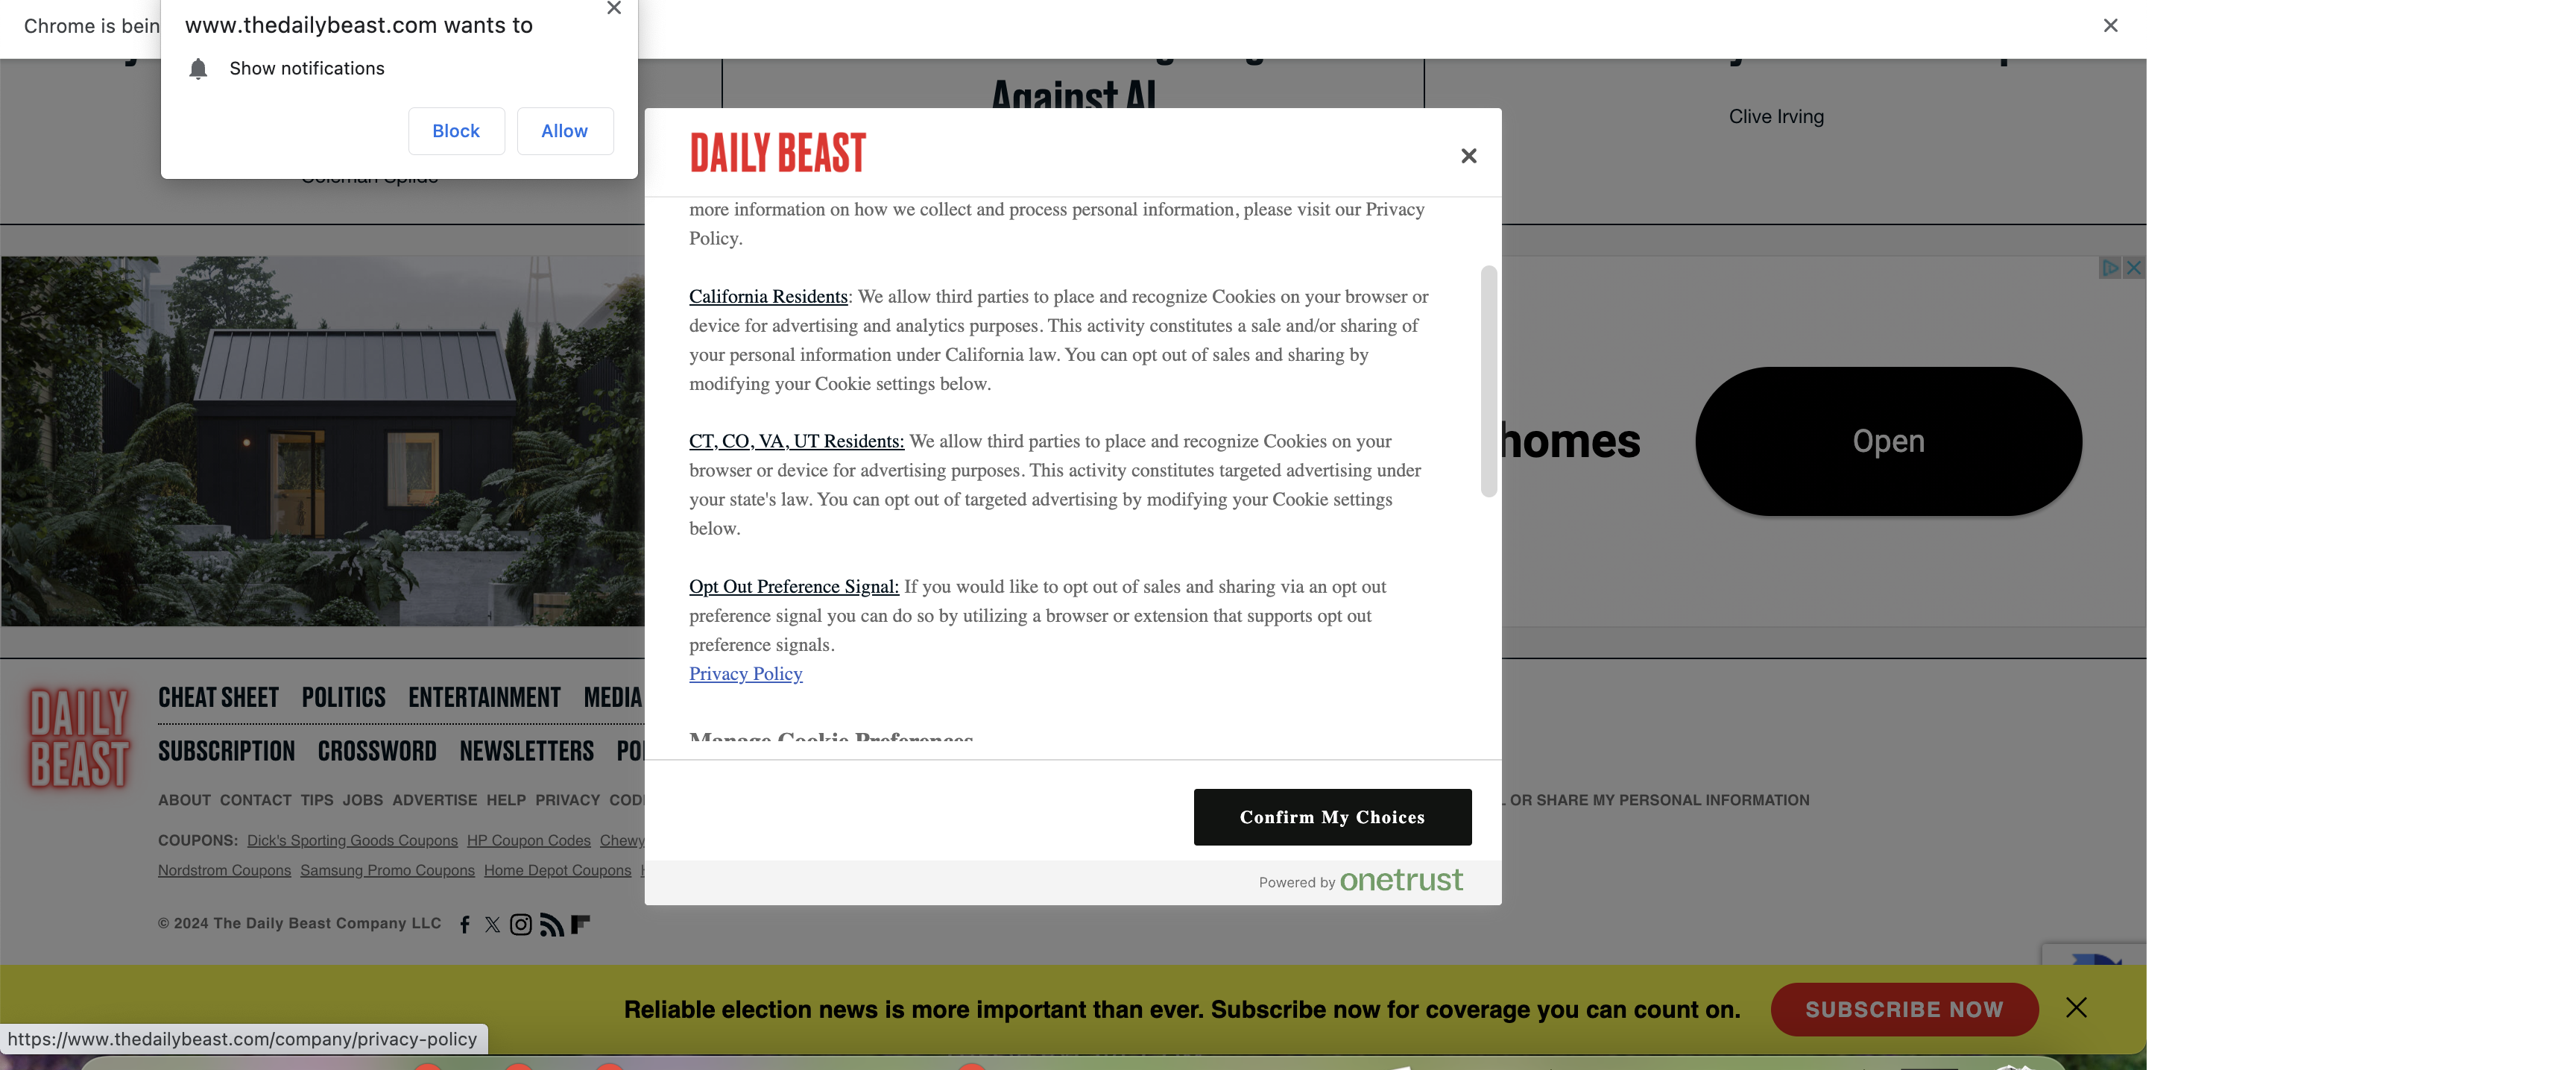 Chrome is bein
www.thedailybeast.com wants to
Show notifications
Block
Allow
Against AI
Clive Irving
Coleman Spilde
DAILY BEAST
more information on how we collect and process personal information, please visit our Privacy
Policy.
California Residents: We allow third parties to place and recognize Cookies on your browser or
device for advertising and analytics purposes. This activity constitutes a sale and/or sharing of
your personal information under California law. You can opt out of sales and sharing by
modifying your Cookie settings below.
CT, CO, VA, UT Residents: We allow third parties to place and recognize Cookies on your
browser or device for advertising purposes. This activity constitutes targeted advertising under
your state's law. You can opt out of targeted advertising by modifying your Cookie settings
below.
Opt Out Preference Signal: If you would like to opt out of sales and sharing via an opt out
preference signal you can do so by utilizing a browser or extension that supports opt out
preference signals.
Privacy Policy
Manage Cookie Preferences
Confirm My Choices
Powered by onetrust
homes
Open
DAILY
BEAST
CHEAT SHEET POLITICS ENTERTAINMENT MEDIA
SUBSCRIPTION CROSSWORD NEWSLETTERS PO
ABOUT CONTACT TIPS JOBS ADVERTISE HELP PRIVACY COD
L OR SHARE MY PERSONAL INFORMATION
COUPONS: Dick's Sporting Goods Coupons HP Coupon Codes Chewy
Nordstrom Coupons Samsung Promo Coupons Home Depot Coupons
© 2024 The Daily Beast Company LLC
Reliable election news is more important than ever. Subscribe now for coverage you can count on.
SUBSCRIBE NOW
https://www.thedailybeast.com/company/privacy-policy